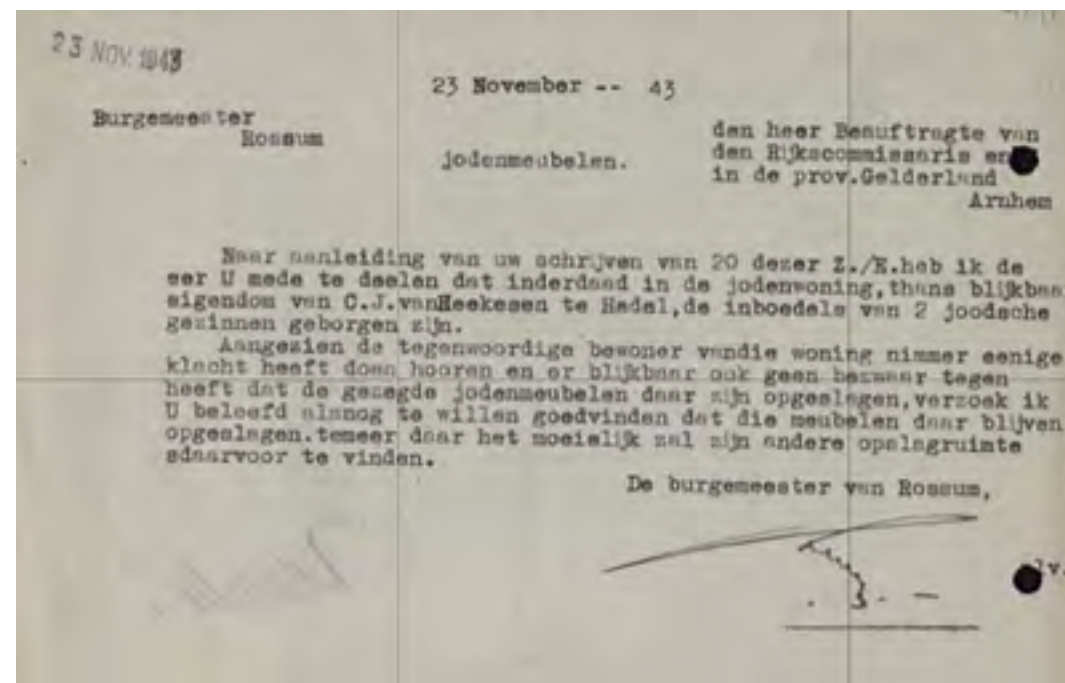 23 NOV. 1943
23 November -- 43
Burgemeester
Rossum
jodenmeubelen.
den heer Beauftragte van
den Rijkscommissaris en
in de prov.Gelderland
Arnhem
Naar aanleiding van uw schrijven van 20 dezer Z./E.heb ik de
eer U mede te deelen dat inderdaad in de jodenwoning,thans blijkbaa
eigendom van C.J.vanHeekesen te Hedel,de inboedels van 2 joodsche
gezinnen geborgen zijn.
Aangezien de tegenwoordige bewoner vandie woning nimmer eenige
klacht heeft doen hooren en er blijkbaar ook geen bezwaar tegen
heeft dat de gezegde jodenmeubelen daar zijn opgeslagen,verzoek ik
U beleefd alsnog te willen goedvinden dat die meubelen daar blijven
opgeslagen.temeer daar het moeielijk zal zijn andere opslagruimte
sdaarvoor te vinden.
De burgemeester van Rossum,
lv.